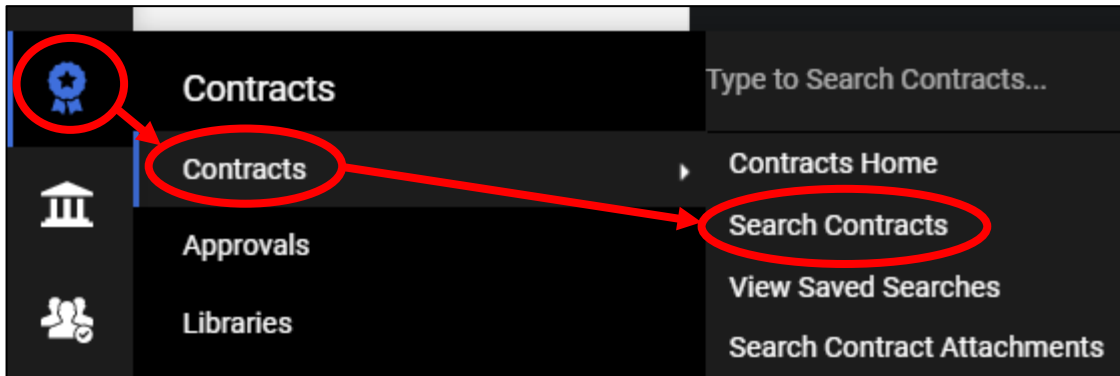 Contracts
Contracts
Approvals
Libraries
Type to Search Contracts...
Contracts Home
Search Contracts
View Saved Searches
Search Contract Attachments